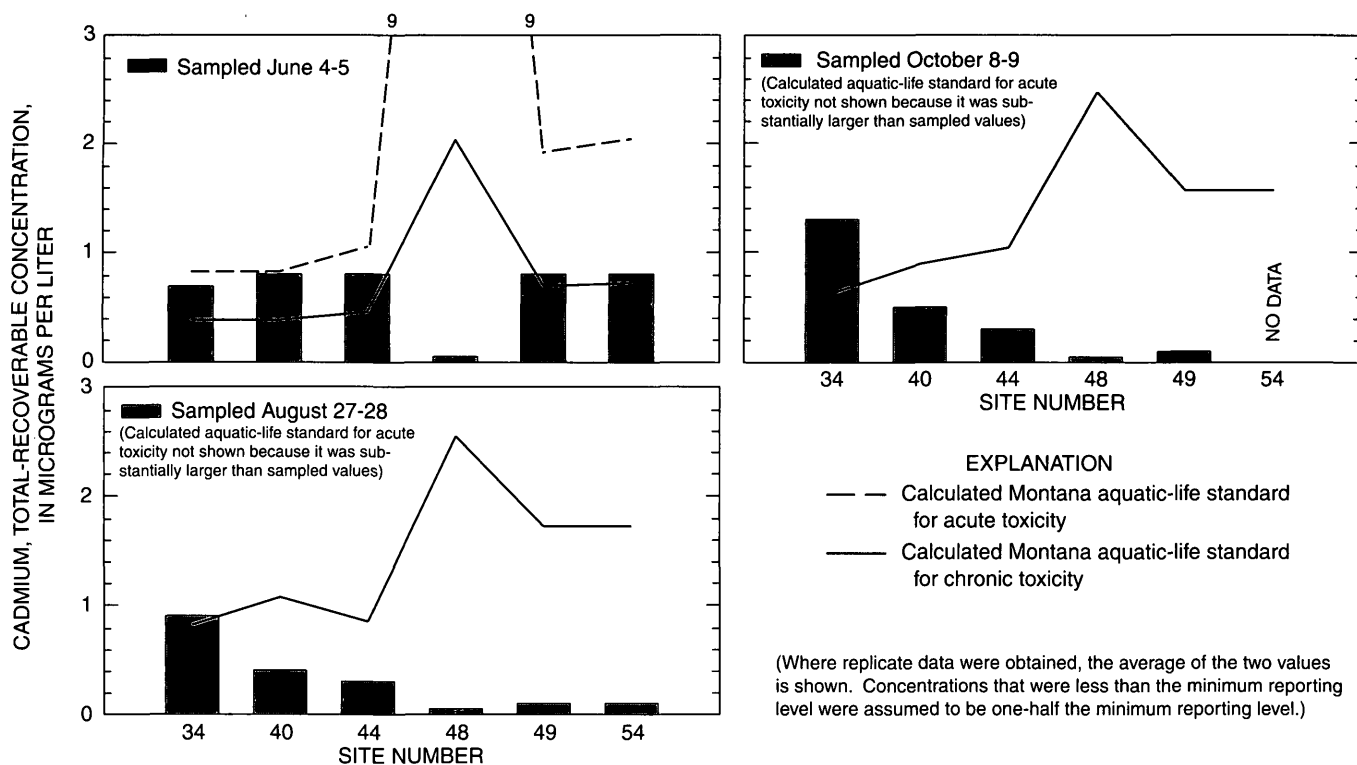 CADMIUM, TOTAL-RECOVERABLE CONCENTRATION,
IN MICROGRAMS PER LITER
9 9
3
2
1
0
Sampled June 4-5
Sampled October 8-9
(Calculated aquatic-life standard for acute
toxicity not shown because it was sub-
stantially larger than sampled values)
NO DATA
34 40 44 48 49 54
SITE NUMBER
3
2
1
0
Sampled August 27-28
(Calculated aquatic-life standard for acute
toxicity not shown because it was sub-
stantially larger than sampled values)
34 40 44 48 49 54
SITE NUMBER
EXPLANATION
Calculated Montana aquatic-life standard
for acute toxicity
Calculated Montana aquatic-life standard
for chronic toxicity
(Where replicate data were obtained, the average of the two values
is shown. Concentrations that were less than the minimum reporting
level were assumed to be one-half the minimum reporting level.)